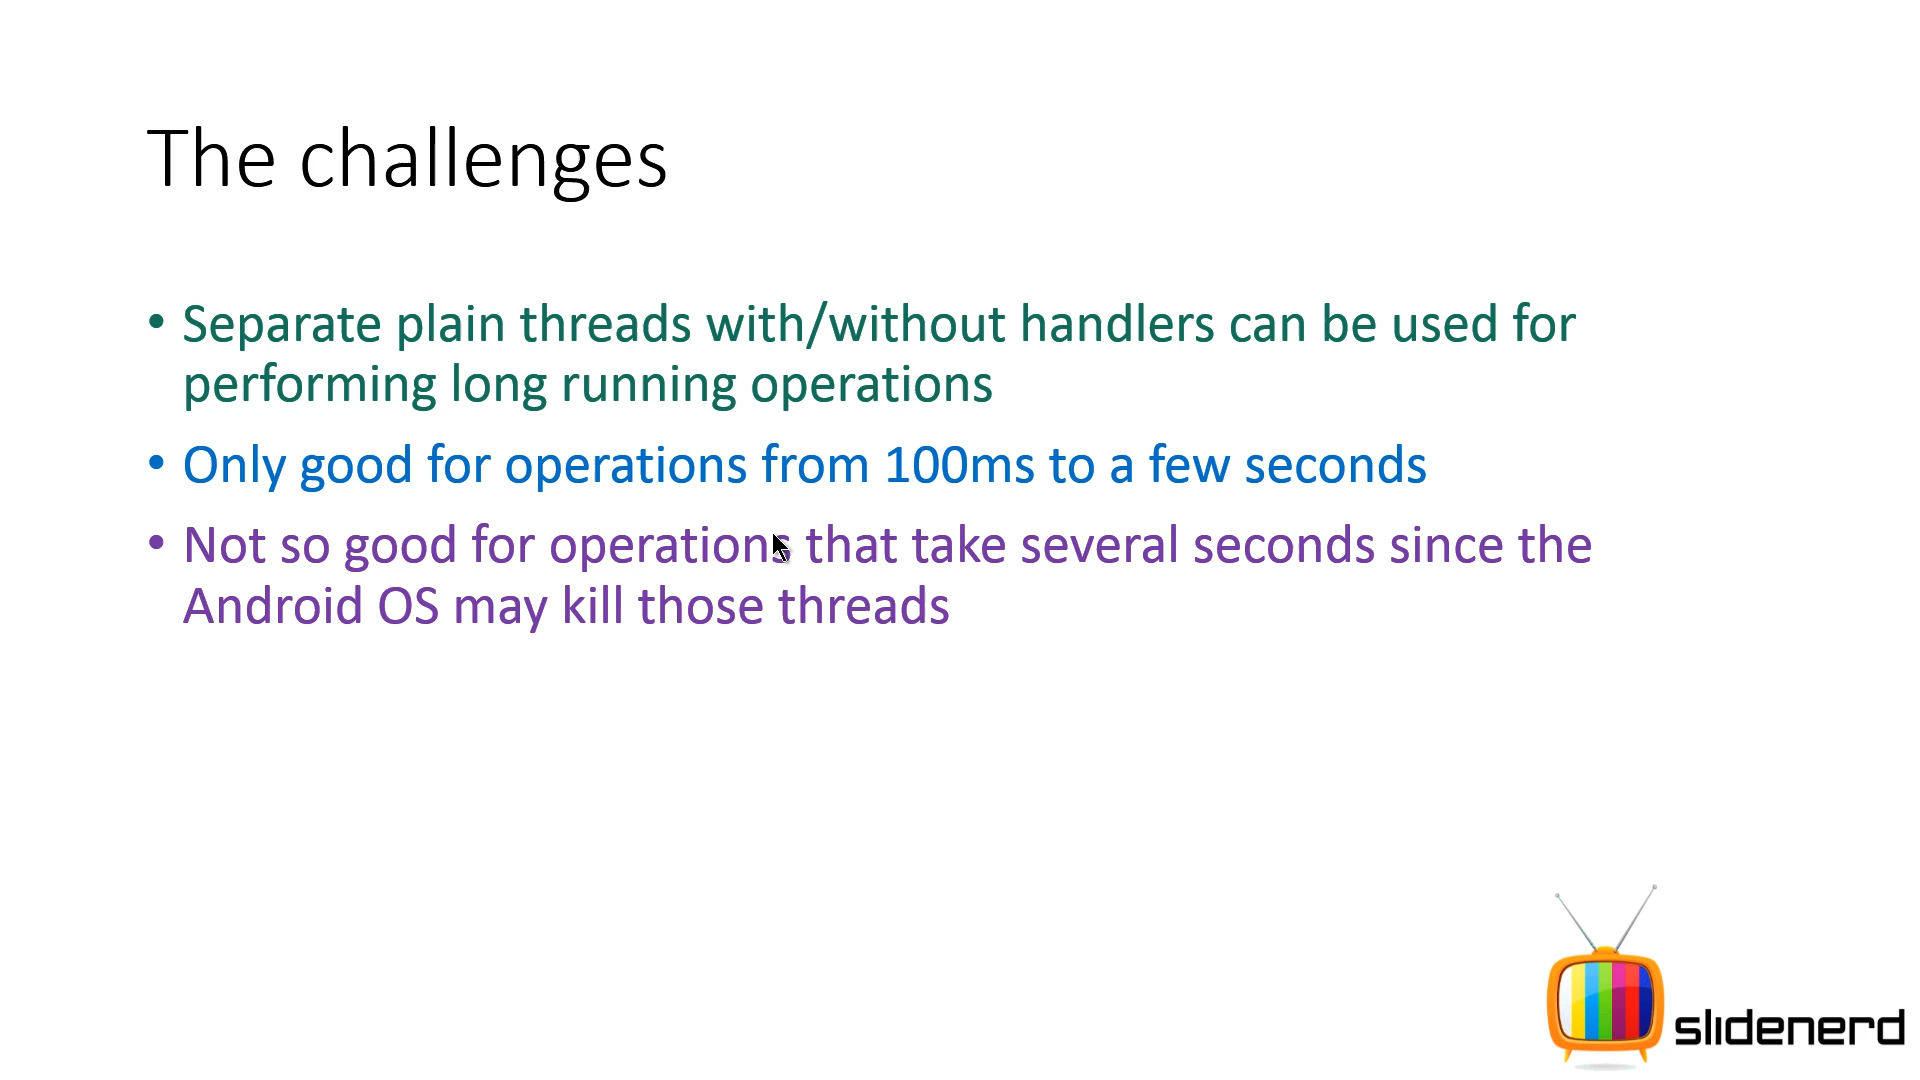 The challenges
• Separate plain threads with/without handlers can be used for
performing long running operations
• Only good for operations from 100ms to a few seconds
• Not so good for operations that take several seconds since the
Android OS may kill those threads
slidenerd